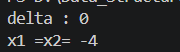 delta : 0
x1 =x2= -4